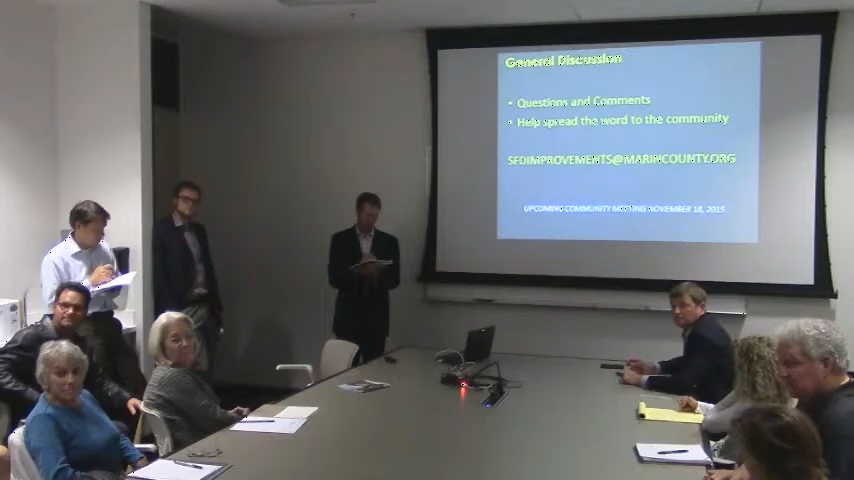 General Discussion
• Questions and Comments
• Help spread the word to the community
SFDIMPROVEMENTS@MARINCOUNTY.ORG
UPCOMING COMMUNITY MEETING NOVEMBER 18, 2015